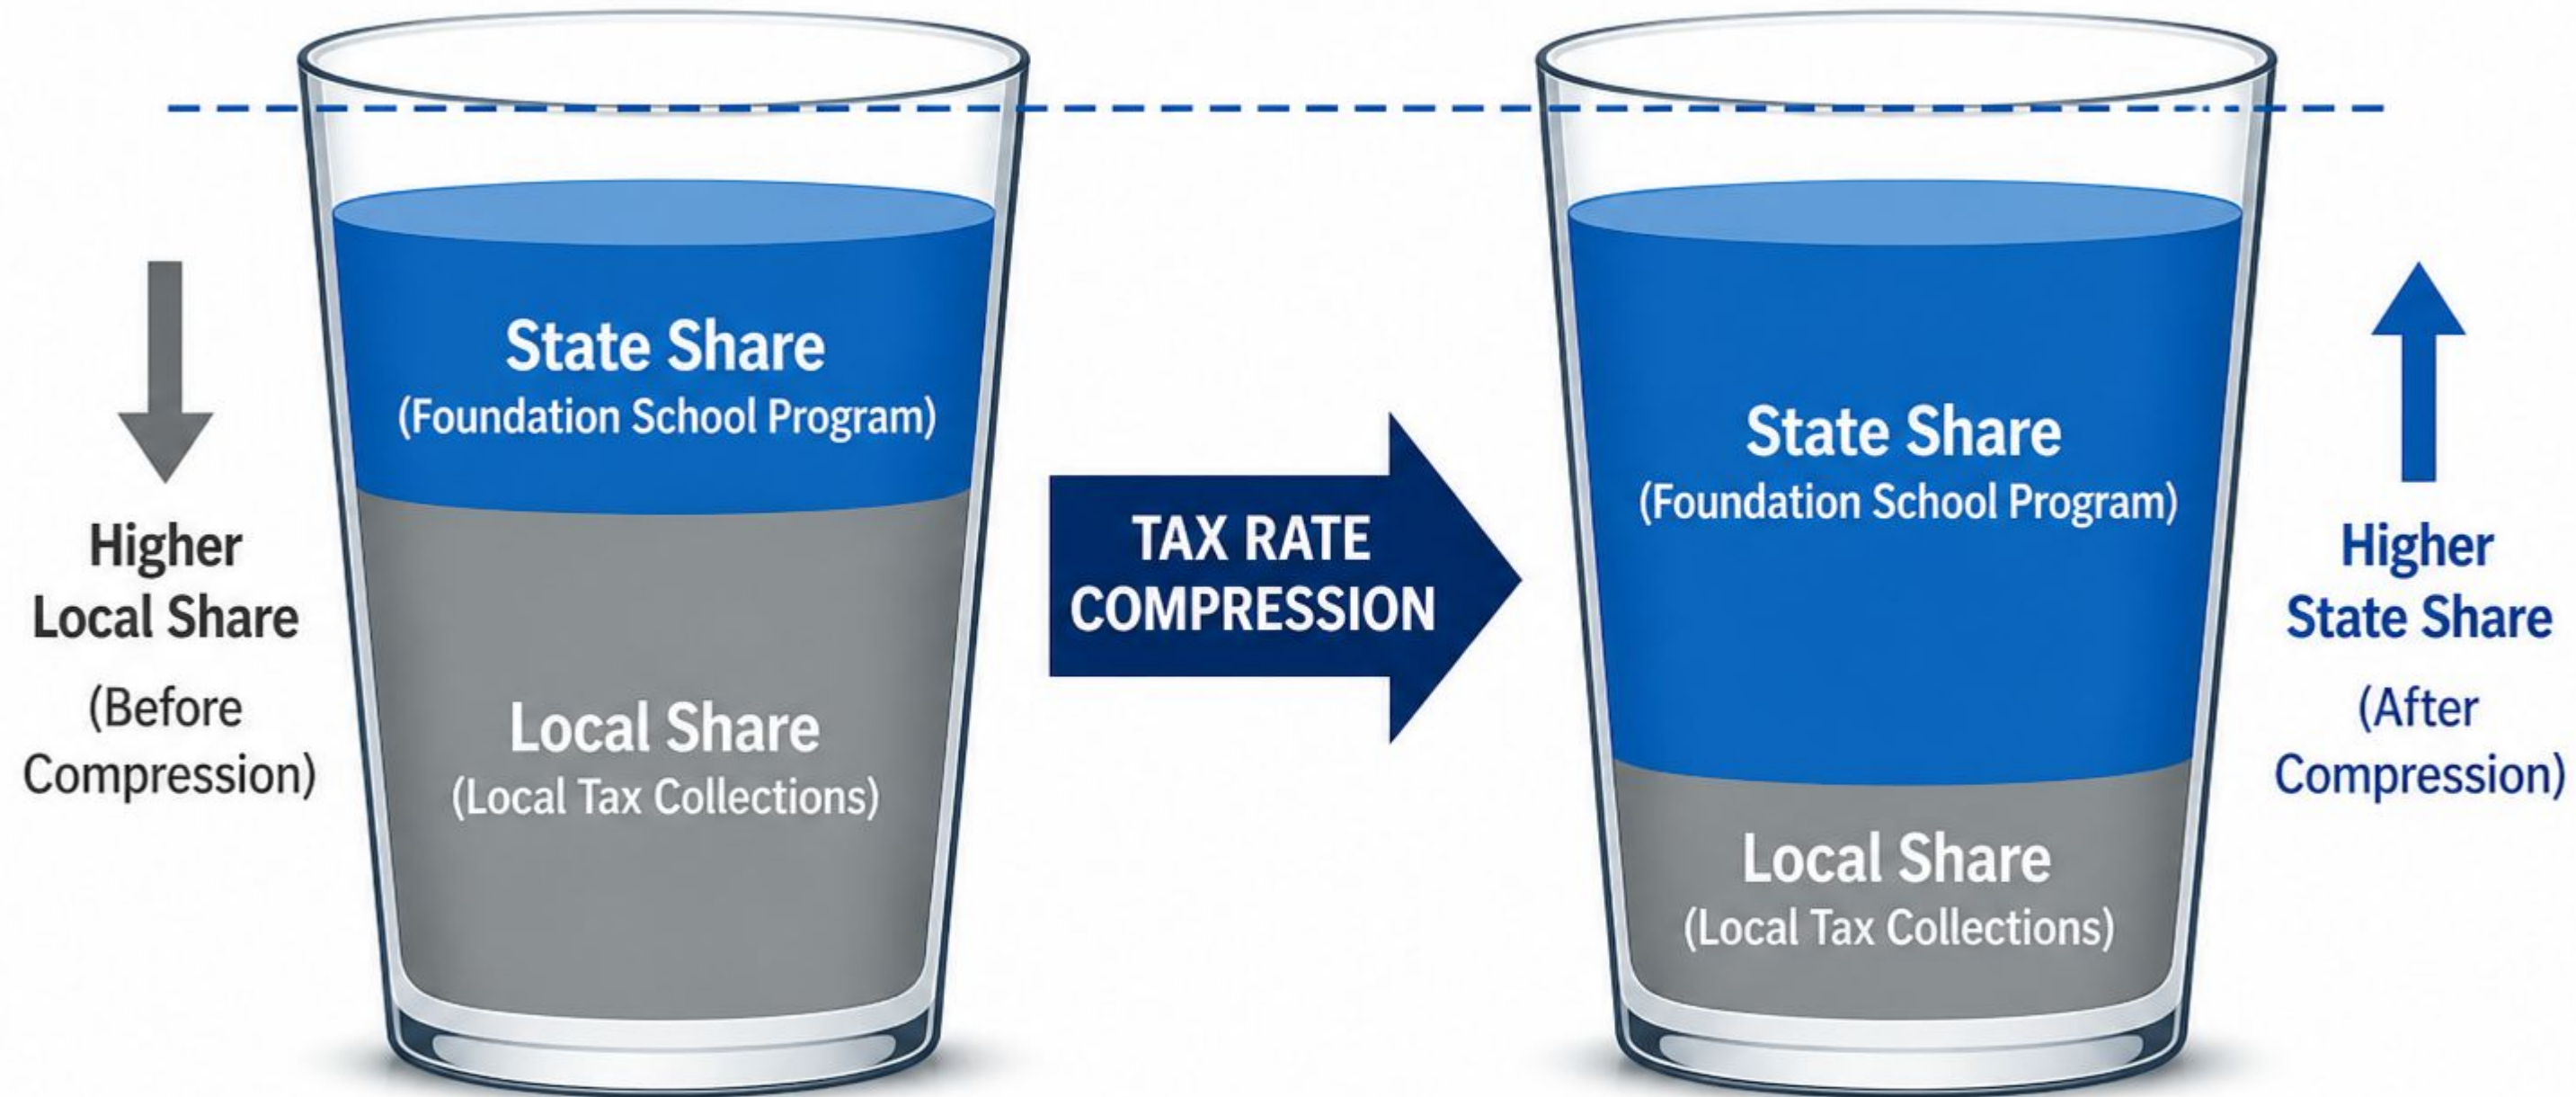 Higher
Local Share
(Before
Compression)
State Share
(Foundation School Program)
Local Share
(Local Tax Collections)
TAX RATE
COMPRESSION
State Share
(Foundation School Program)
Local Share
(Local Tax Collections)
Higher
State Share
(After
Compression)